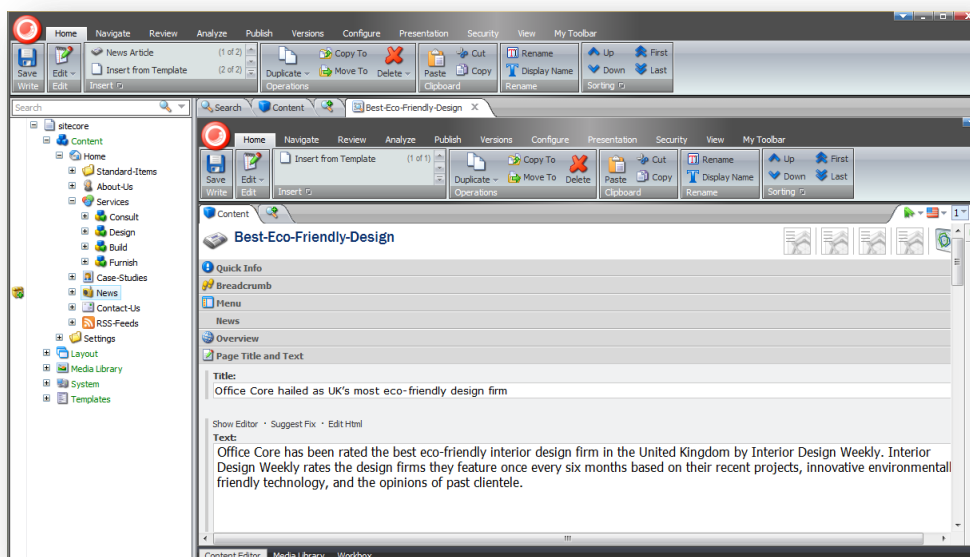 Home Navigate Review Analyze Publish Versions Configure Presentation Security View My Toolbar
News Article (1 of 2) Copy To Cut Rename Up First
Save Edit Insert from Template (2 of 2) Duplicate Move To Delete Paste Copy Display Name Down Last
Write Edit Insert Operations Clipboard Rename Sorting
Search
Search Content Best-Eco-Friendly-Design X
sitecore
Content
Home
Standard-Items
About-Us
Services
Consult
Design
Build
Furnish
Case-Studies
News
Contact-Us
RSS-Feeds
Settings
Layout
Media Library
System
Templates
Home Navigate Review Analyze Publish Versions Configure Presentation Security View My Toolbar
Insert from Template (1 of 1) Copy To Cut Rename Up First
Save Edit Duplicate Move To Delete Paste Copy Display Name Down Last
Write Edit Insert Operations Clipboard Rename Sorting
Content 1
Best-Eco-Friendly-Design
Quick Info
Breadcrumb
Menu
News
Overview
Page Title and Text
Title:
Office Core hailed as UK's most eco-friendly design firm
Show Editor · Suggest Fix · Edit Html
Text:
Office Core has been rated the best eco-friendly interior design firm in the United Kingdom by Interior Design Weekly. Interior
Design Weekly rates the design firms they feature once every six months based on their recent projects, innovative environmentall
friendly technology, and the opinions of past clientele.
Content Editor Media Library Workbox